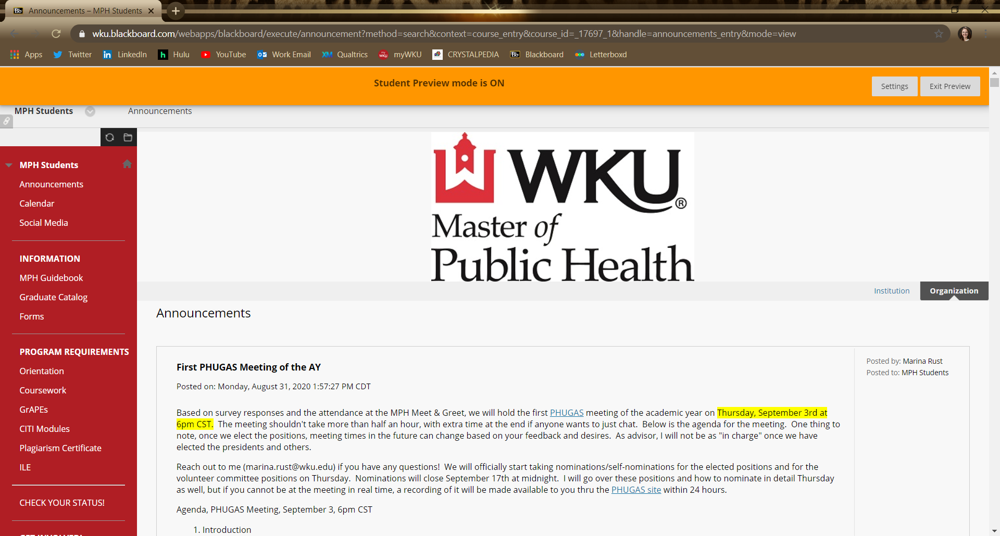 Bb Announcements – MPH Students
wku.blackboard.com/webapps/blackboard/execute/announcement?method=search&context=course_entry&course_id=_17697_1&handle=announcements_entry&mode=view
Apps Twitter LinkedIn Hulu YouTube Work Email Qualtrics myWKU CRYSTALPEDIA Blackboard Letterboxd
Student Preview mode is ON
Settings Exit Preview
MPH Students Announcements
MPH Students
Announcements
Calendar
Social Media
INFORMATION
MPH Guidebook
Graduate Catalog
Forms
PROGRAM REQUIREMENTS
Orientation
Coursework
GrAPEs
CITI Modules
Plagiarism Certificate
ILE
CHECK YOUR STATUS!
GET INVOLVED!
WKU®
Master of
Public Health
Institution Organization
Announcements
First PHUGAS Meeting of the AY
Posted on: Monday, August 31, 2020 1:57:27 PM CDT
Based on survey responses and the attendance at the MPH Meet & Greet, we will hold the first PHUGAS meeting of the academic year on Thursday, September 3rd at
6pm CST. The meeting shouldn't take more than half an hour, with extra time at the end if anyone wants to just chat. Below is the agenda for the meeting. One thing to
note, once we elect the positions, meeting times in the future can change based on your feedback and desires. As advisor, I will not be as "in charge" once we have
elected the presidents and others.
Reach out to me (marina.rust@wku.edu) if you have any questions! We will officially start taking nominations/self-nominations for the elected positions and for the
volunteer committee positions on Thursday. Nominations will close September 17th at midnight. I will go over these positions and how to nominate in detail Thursday
as well, but if you cannot be at the meeting in real time, a recording of it will be made available to you thru the PHUGAS site within 24 hours.
Agenda, PHUGAS Meeting, September 3, 6pm CST
1. Introduction
Posted by: Marina Rust
Posted to: MPH Students